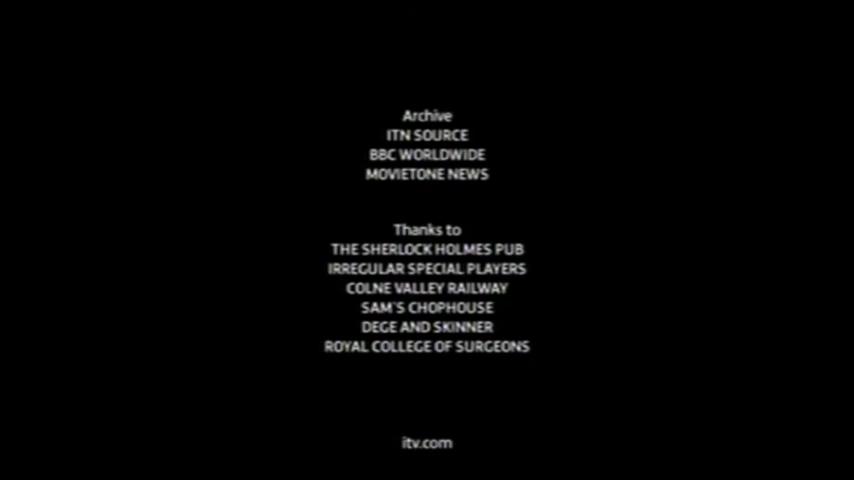 Archive
ITN SOURCE
BBC WORLDWIDE
MOVIETONE NEWS
Thanks to
THE SHERLOCK HOLMES PUB
IRREGULAR SPECIAL PLAYERS
COLNE VALLEY RAILWAY
SAM'S CHOPHOUSE
DEGE AND SKINNER
ROYAL COLLEGE OF SURGEONS
itv.com